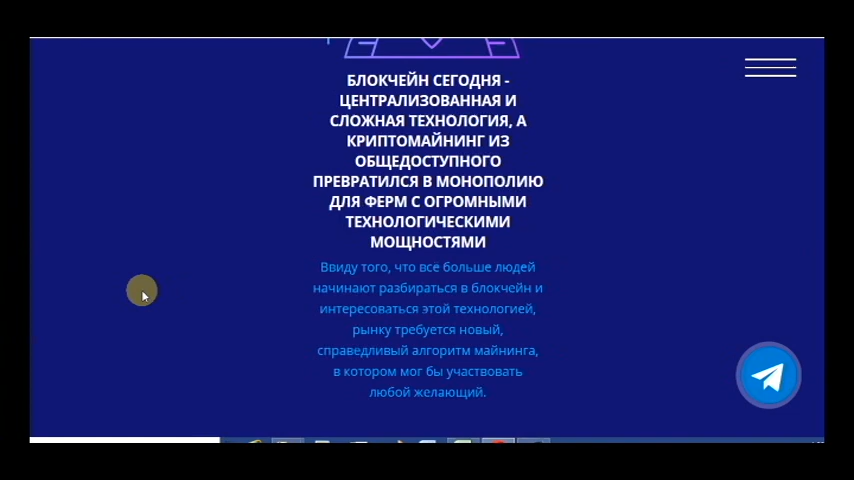 БЛОКЧЕЙН СЕГОДНЯ -
ЦЕНТРАЛИЗОВАННАЯ И
СЛОЖНАЯ ТЕХНОЛОГИЯ, А
КРИПТОМАЙНИНГ ИЗ
ОБЩЕДОСТУПНОГО
ПРЕВРАТИЛСЯ В МОНОПОЛИЮ
ДЛЯ ФЕРМ С ОГРОМНЫМИ
ТЕХНОЛОГИЧЕСКИМИ
МОЩНОСТЯМИ
Ввиду того, что все больше людей
начинают разбираться в блокчейн и
интересоваться этой технологией,
рынку требуется новый,
справедливый алгоритм майнинга,
в котором мог бы участвовать
любой желающий.